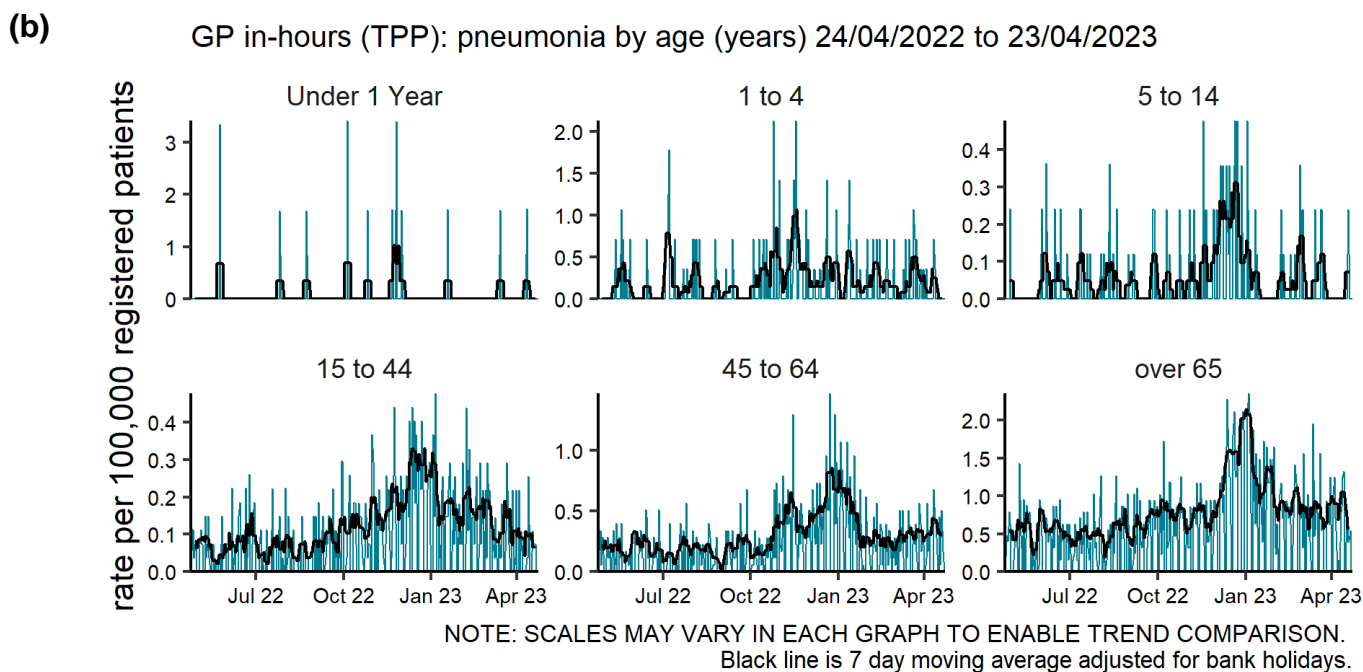 (b)
GP in-hours (TPP): pneumonia by age (years) 24/04/2022 to 23/04/2023
rate per 100,000 registered patients
Under 1 Year
3
2
1
0
1 to 4
2.0
1.5
1.0
0.5
0.0
5 to 14
0.4
0.3
0.2
0.1
0.0
15 to 44
0.4
0.3
0.2
0.1
0.0
Jul 22 Oct 22 Jan 23 Apr 23
45 to 64
1.0
0.5
0.0
Jul 22 Oct 22 Jan 23 Apr 23
over 65
2.0
1.5
1.0
0.5
0.0
Jul 22 Oct 22 Jan 23 Apr 23
NOTE: SCALES MAY VARY IN EACH GRAPH TO ENABLE TREND COMPARISON.
Black line is 7 day moving average adjusted for bank holidays.